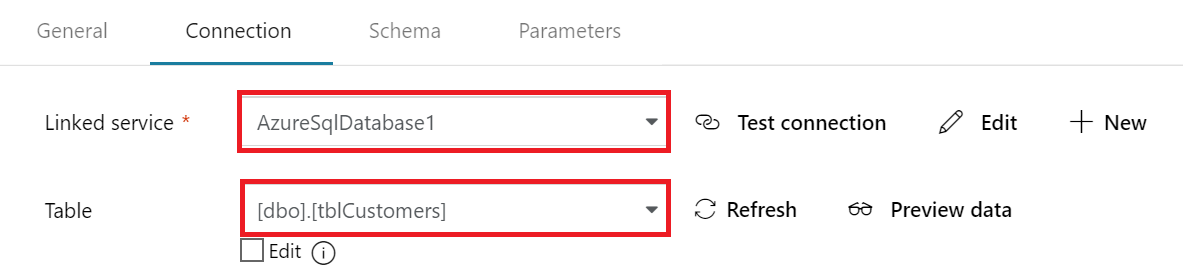 General Connection Schema Parameters
Linked service * AzureSqlDatabase1 Test connection Edit New
Table [dbo].[tblCustomers] Refresh Preview data
Edit